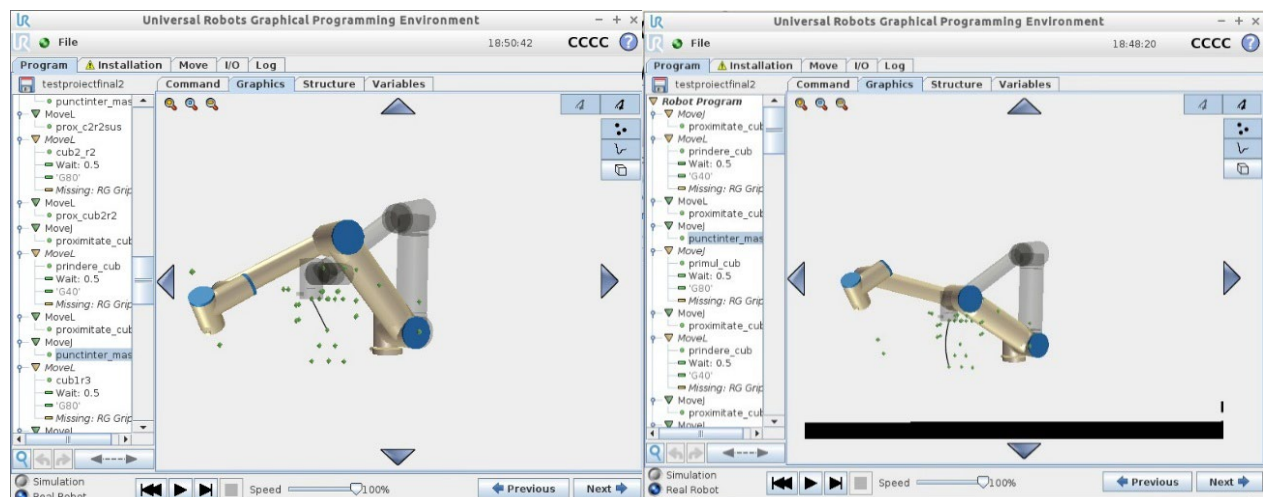 Universal Robots Graphical Programming Environment
File
18:50:42
CCCC
?
Program
Installation
Move
I/O
Log
testproiectfinal2
Command
Graphics
Structure
Variables
punctinter_mas
MoveL
prox_c2r2sus
MoveL
cub2_r2
Wait: 0.5
'G80'
Missing: RG Grip
MoveL
prox_cub2r2
MoveJ
proximitate_cub
MoveL
prindere_cub
Wait: 0.5
'G40'
Missing: RG Grip
MoveL
proximitate_cub
MoveJ
punctinter_mas
MoveL
cub1r3
Wait: 0.5
'G80'
Missing: RG Grip
MoveL
Simulation
Real Robot
Speed
100%
Previous
Next
Universal Robots Graphical Programming Environment
File
18:48:20
CCCC
?
Program
Installation
Move
I/O
Log
testproiectfinal2
Command
Graphics
Structure
Variables
Robot Program
MoveJ
proximitate_cub
MoveL
prindere_cub
Wait: 0.5
'G40'
Missing: RG Grip
MoveL
proximitate_cub
MoveJ
punctinter_mas
MoveJ
primul_cub
Wait: 0.5
'G80'
Missing: RG Grip
MoveJ
proximitate_cub
MoveL
prindere_cub
Wait: 0.5
'G40'
Missing: RG Grip
MoveJ
proximitate_cub
MoveL
Simulation
Real Robot
Speed
100%
Previous
Next